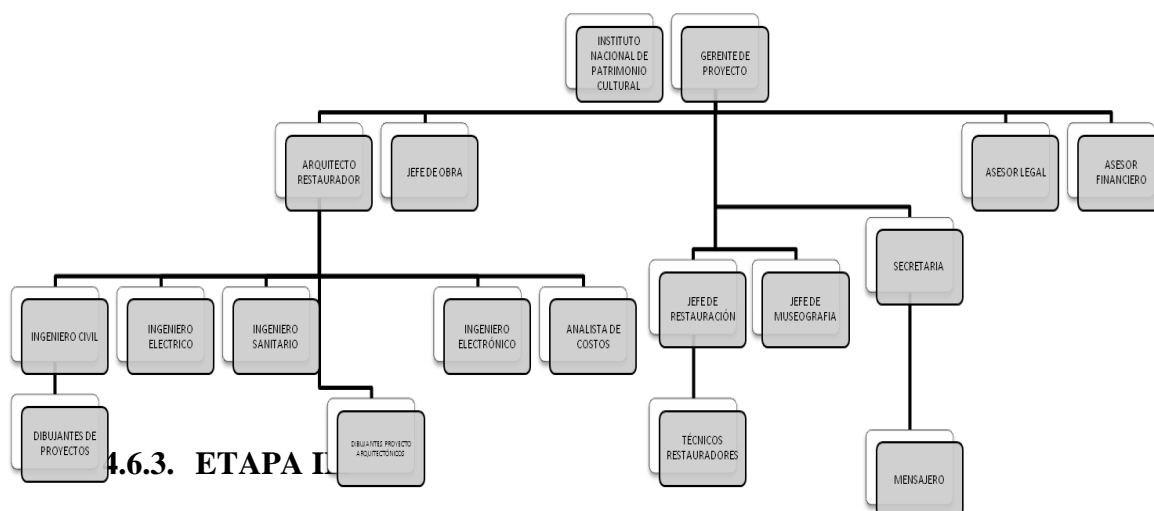 INSTITUTO
NACIONAL DE
PATRIMONIO
CULTURAL
GERENTE DE
PROYECTO
ARQUITECTO
RESTAURADOR
JEFE DE OBRA
ASESOR LEGAL
ASESOR
FINANCIERO
SECRETARIA
INGENIERO CIVIL
INGENIERO
ELECTRICO
INGENIERO
SANITARIO
INGENIERO
ELECTRÓNICO
ANALISTA DE
COSTOS
JEFE DE
RESTAURACIÓN
JEFE DE
MUSEOGRAFIA
DIBUJANTES DE
PROYECTOS
DIBUJANTES PROYECTO
ARQUITECTÓNICOS
TÉCNICOS
RESTAURADORES
MENSAJERO
4.6.3. ETAPA